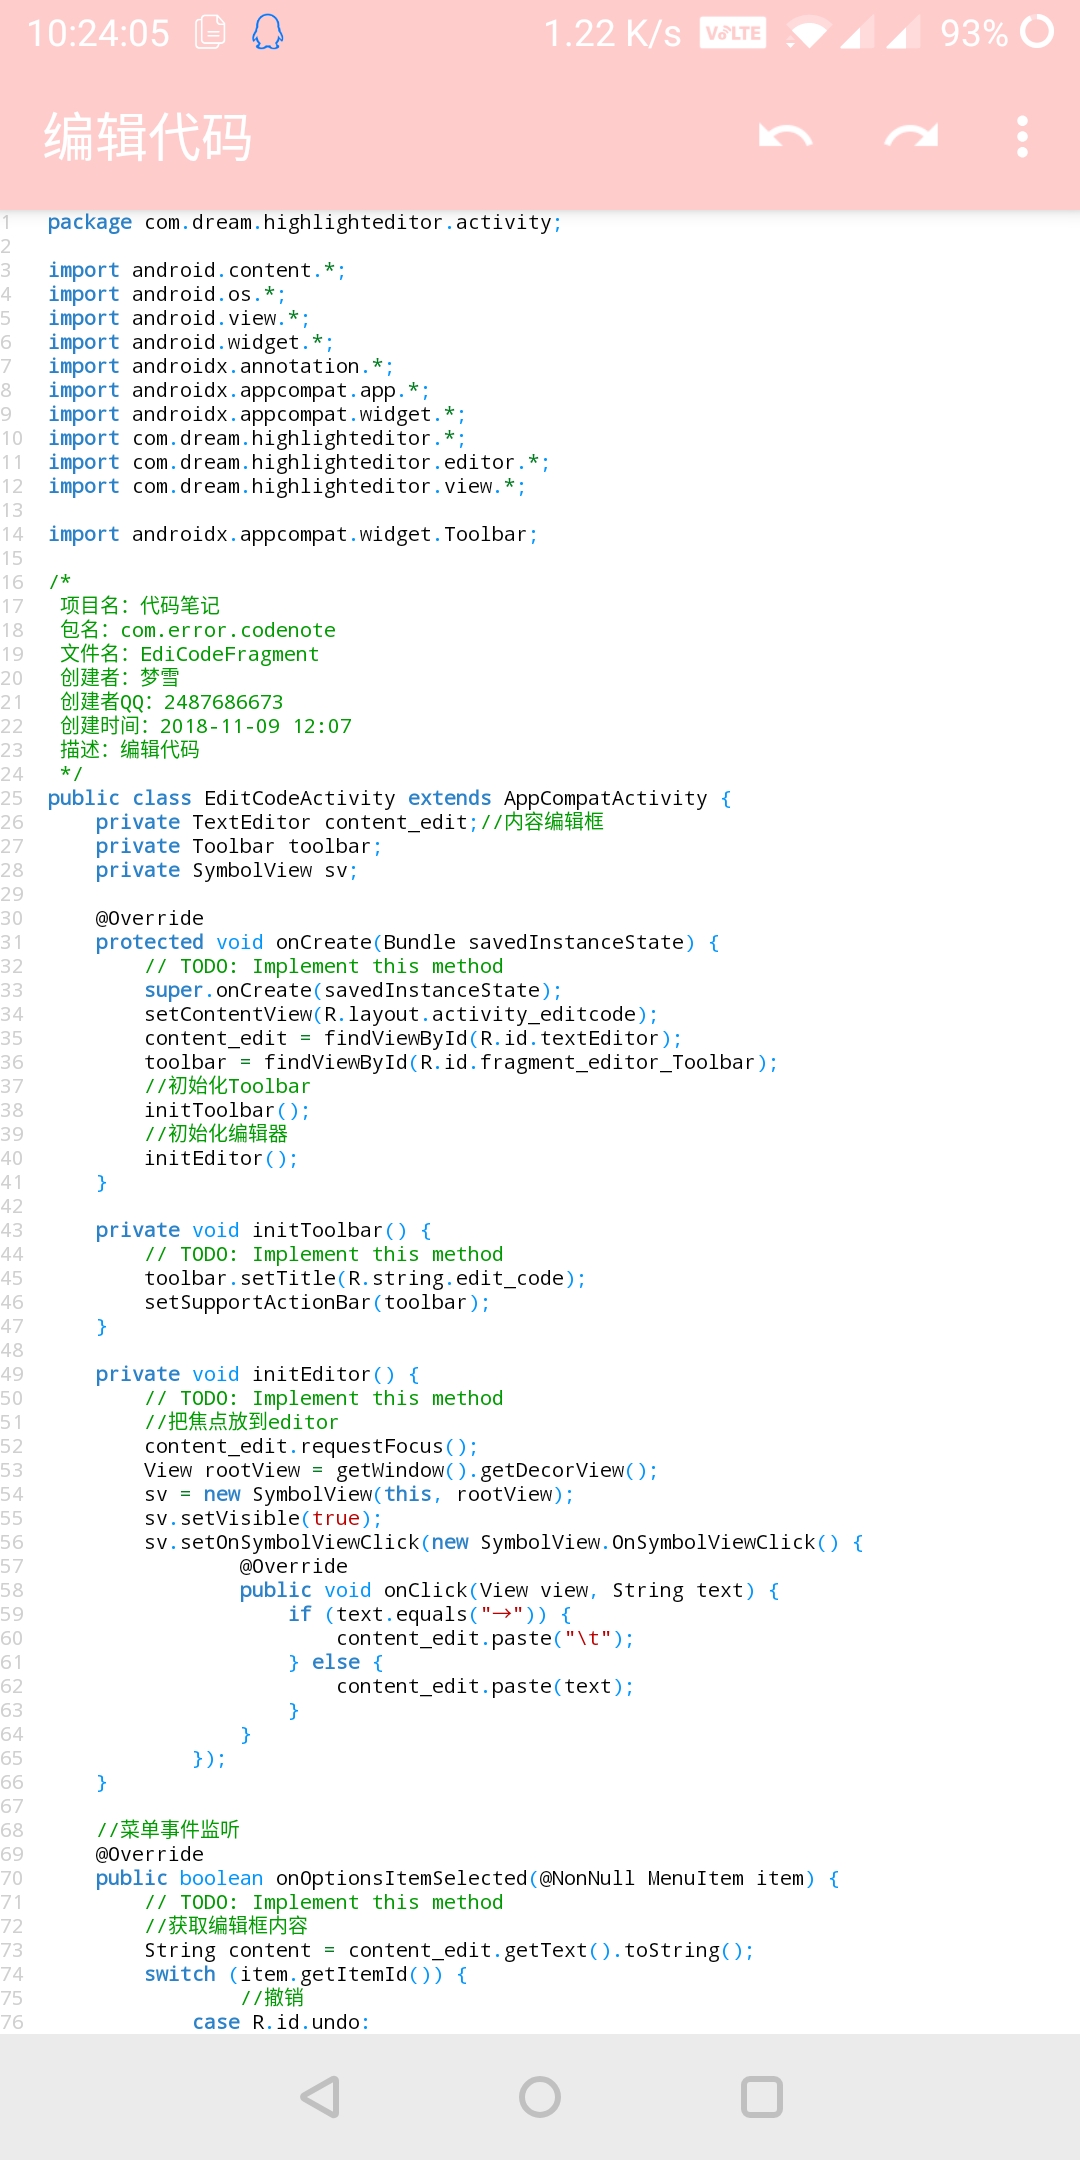 10:24:05 1.22 K/s VoLTE 93%
编辑代码
1 package com.dream.highlighteditor.activity;
2
3 import android.content.*;
4 import android.os.*;
5 import android.view.*;
6 import android.widget.*;
7 import androidx.annotation.*;
8 import androidx.appcompat.app.*;
9 import androidx.appcompat.widget.*;
10 import com.dream.highlighteditor.*;
11 import com.dream.highlighteditor.editor.*;
12 import com.dream.highlighteditor.view.*;
13
14 import androidx.appcompat.widget.Toolbar;
15
16 /*
17 项目名: 代码笔记
18 包名: com.error.codenote
19 文件名: EdiCodeFragment
20 创建者: 梦雪
21 创建者QQ: 2487686673
22 创建时间: 2018-11-09 12:07
23 描述: 编辑代码
24 */
25 public class EditCodeActivity extends AppCompatActivity {
26     private TextEditor content_edit;//内容编辑框
27     private Toolbar toolbar;
28     private SymbolView sv;
29
30     @Override
31     protected void onCreate(Bundle savedInstanceState) {
32         // TODO: Implement this method
33         super.onCreate(savedInstanceState);
34         setContentView(R.layout.activity_editcode);
35         content_edit = findViewById(R.id.textEditor);
36         toolbar = findViewById(R.id.fragment_editor_Toolbar);
37         //初始化Toolbar
38         initToolbar();
39         //初始化编辑器
40         initEditor();
41     }
42
43     private void initToolbar() {
44         // TODO: Implement this method
45         toolbar.setTitle(R.string.edit_code);
46         setSupportActionBar(toolbar);
47     }
48
49     private void initEditor() {
50         // TODO: Implement this method
51         //把焦点放到editor
52         content_edit.requestFocus();
53         View rootView = getWindow().getDecorView();
54         sv = new SymbolView(this, rootView);
55         sv.setVisible(true);
56         sv.setOnSymbolViewClick(new SymbolView.OnSymbolViewClick() {
57                 @Override
58                 public void onClick(View view, String text) {
59                     if (text.equals("→")) {
60                         content_edit.paste("\t");
61                     } else {
62                         content_edit.paste(text);
63                     }
64                 }
65             });
66     }
67
68     //菜单事件监听
69     @Override
70     public boolean onOptionsItemSelected(@NonNull MenuItem item) {
71         // TODO: Implement this method
72         //获取编辑框内容
73         String content = content_edit.getText().toString();
74         switch (item.getItemId()) {
75                 //撤销
76             case R.id.undo: